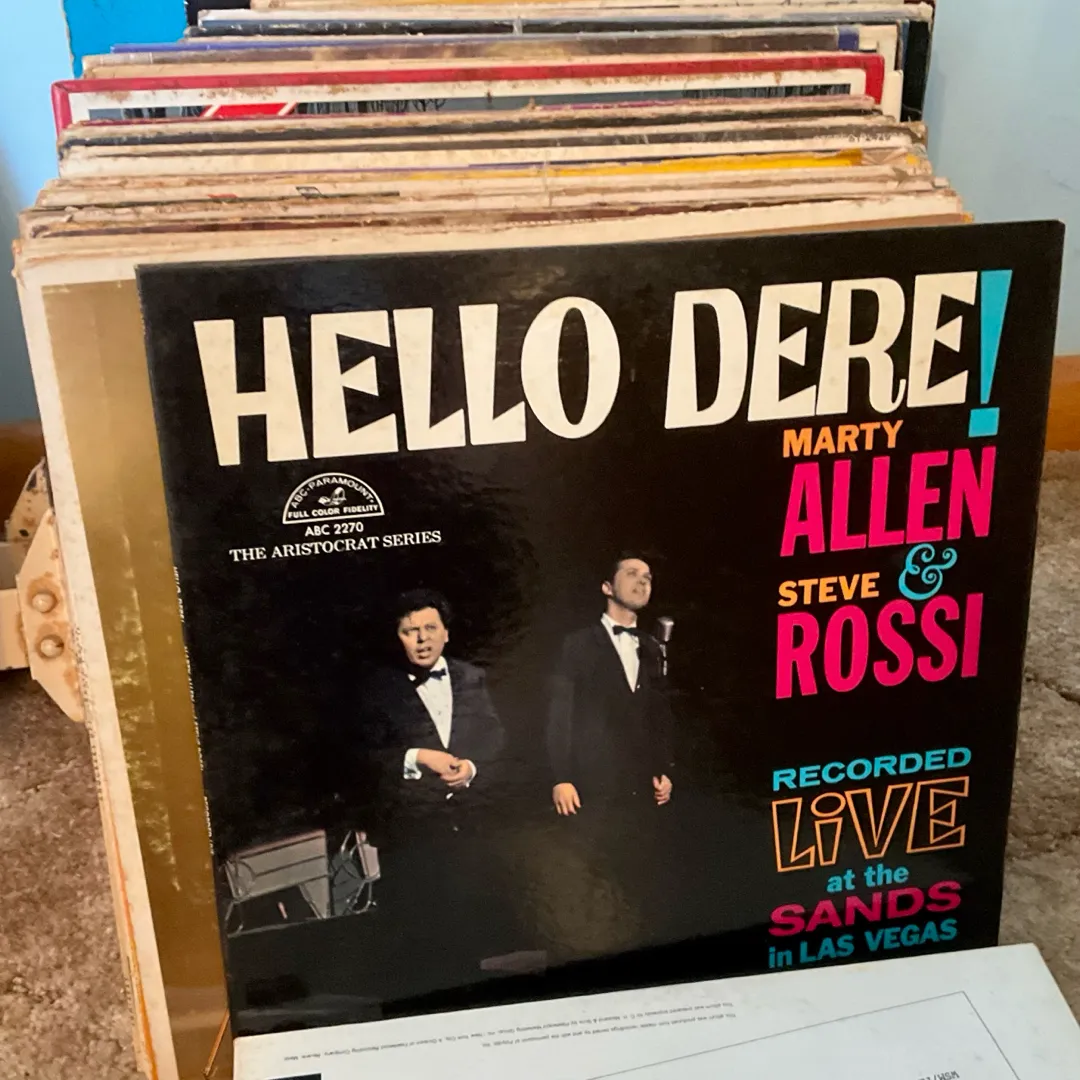 HELLO DERE!
MARTY
ALLEN
&
STEVE
ROSSI
ABC-PARAMOUNT
FULL COLOR FIDELITY
ABC 2270
THE ARISTOCRAT SERIES
RECORDED
LiVE
at the
SANDS
in LAS VEGAS